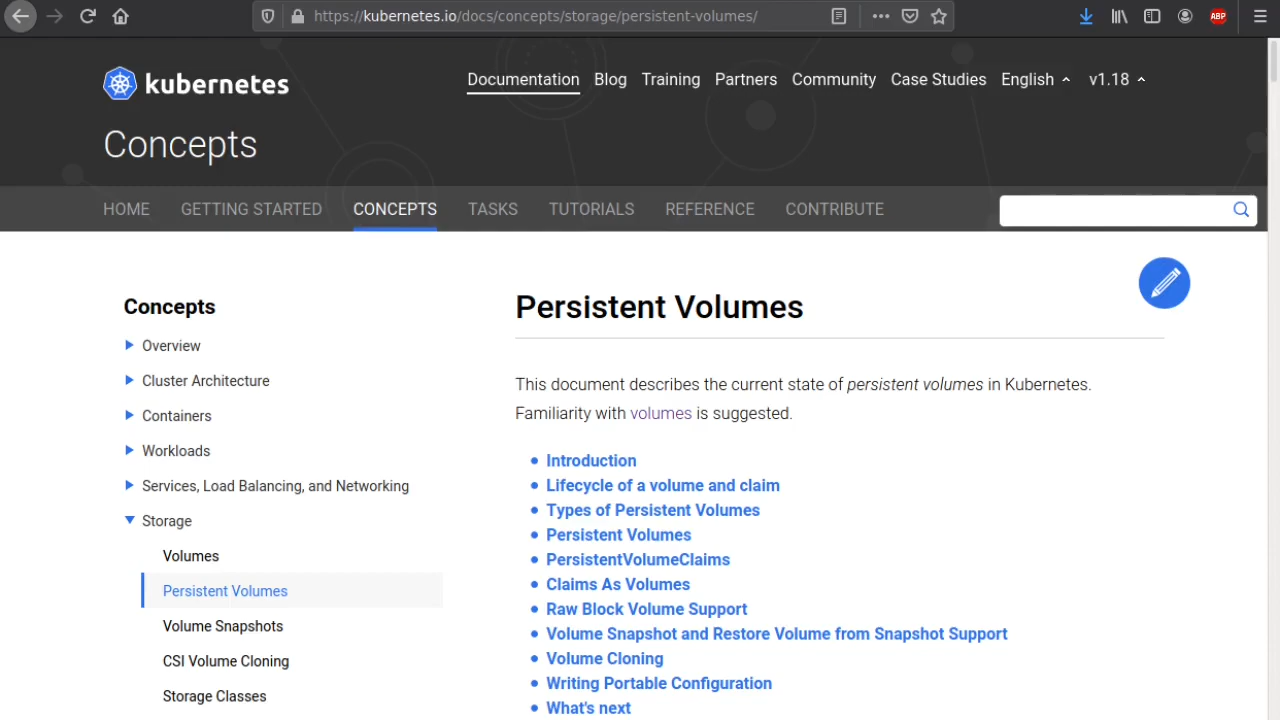 https://kubernetes.io/docs/concepts/storage/persistent-volumes/
ABP
kubernetes
Documentation Blog Training Partners Community Case Studies English v1.18
Concepts
HOME GETTING STARTED CONCEPTS TASKS TUTORIALS REFERENCE CONTRIBUTE
Concepts
Overview
Cluster Architecture
Containers
Workloads
Services, Load Balancing, and Networking
Storage
Volumes
Persistent Volumes
Volume Snapshots
CSI Volume Cloning
Storage Classes
Persistent Volumes
This document describes the current state of persistent volumes in Kubernetes.
Familiarity with volumes is suggested.
Introduction
Lifecycle of a volume and claim
Types of Persistent Volumes
Persistent Volumes
PersistentVolumeClaims
Claims As Volumes
Raw Block Volume Support
Volume Snapshot and Restore Volume from Snapshot Support
Volume Cloning
Writing Portable Configuration
What's next